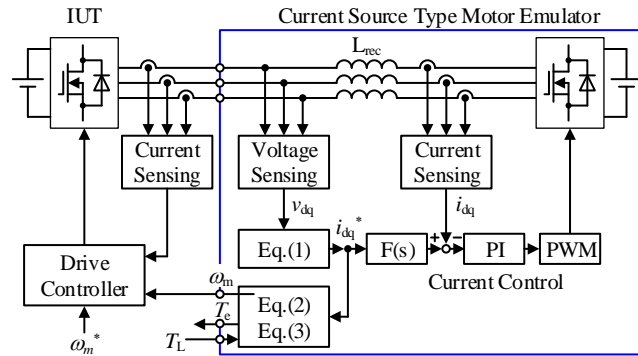 IUT
Current Source Type Motor Emulator
L_rec
Current Sensing
Voltage Sensing
Current Sensing
v_dq
i_dq^*
i_dq
Eq.(1)
F(s)
+
−
PI
PWM
Current Control
Drive Controller
ω_m
T_e
T_L
Eq.(2)
Eq.(3)
ω_m^*